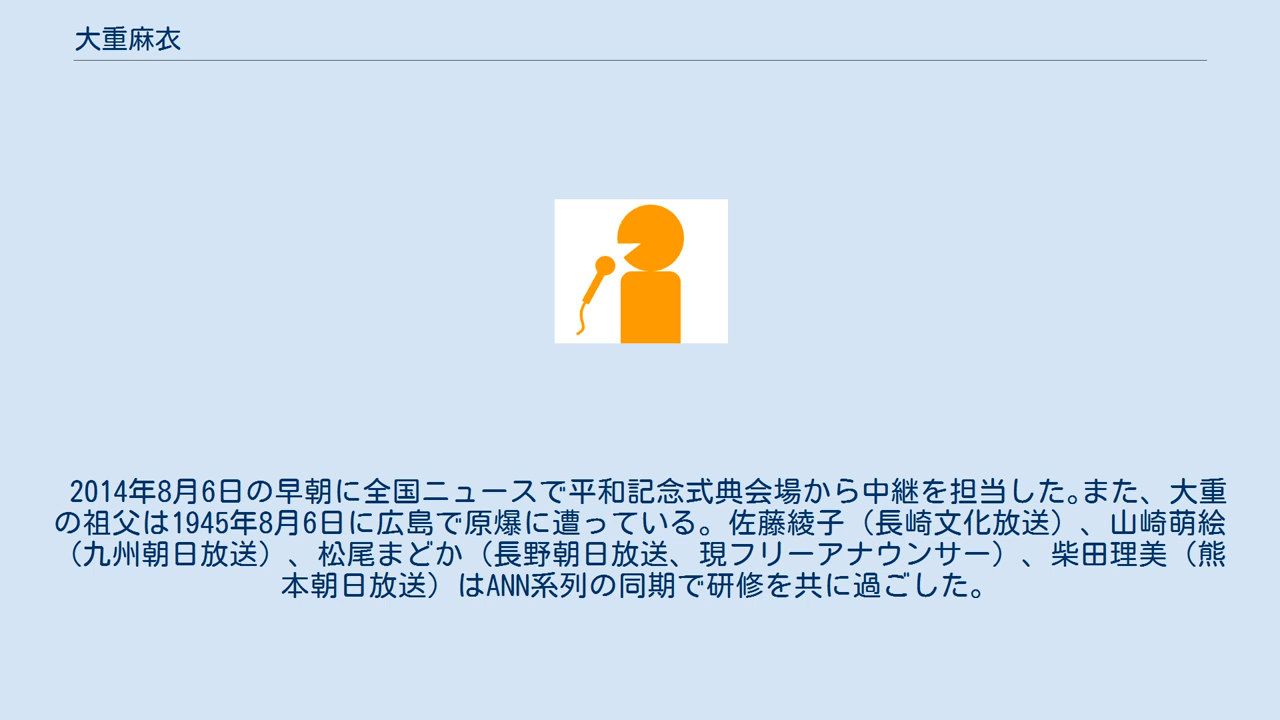 大重麻衣
2014年8月6日の早朝に全国ニュースで平和記念式典会場から中継を担当した。また、大重
の祖父は1945年8月6日に広島で原爆に遭っている。佐藤綾子（長崎文化放送）、山崎萌絵
（九州朝日放送）、松尾まどか（長野朝日放送、現フリーアナウンサー）、柴田理美（熊
本朝日放送）はANN系列の同期で研修を共に過ごした。